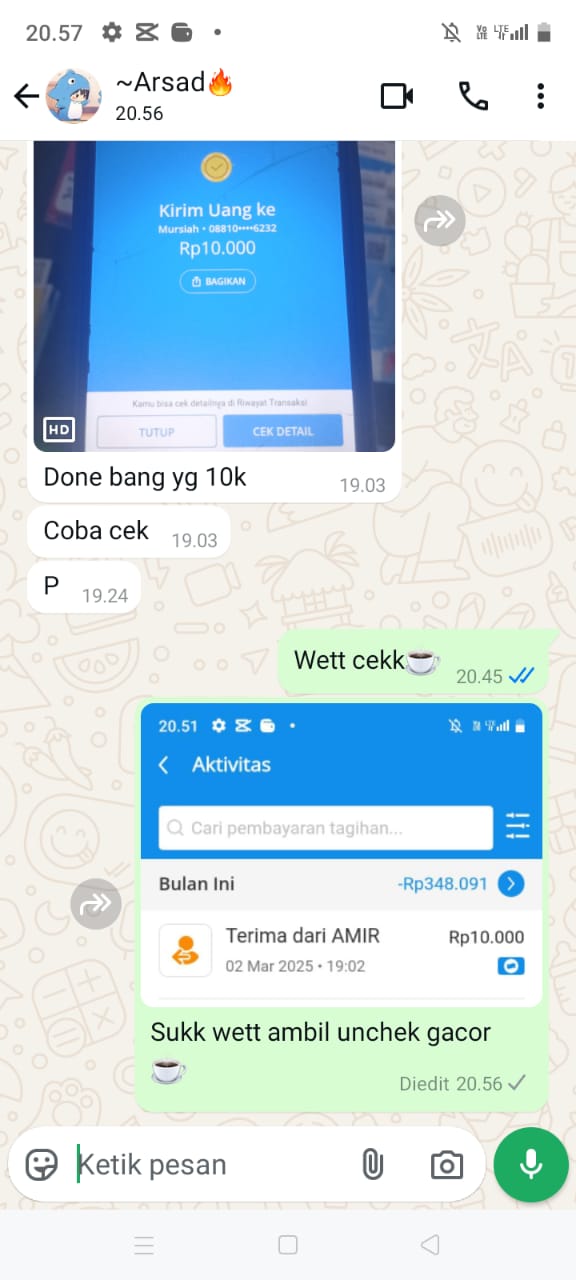 20.57
VoLTE LTE
~Arsad🔥
20.56
Kirim Uang ke
Mursiah • 08810••••6232
Rp10.000
BAGIKAN
Kamu bisa cek detailnya di Riwayat Transaksi
TUTUP CEK DETAIL
HD
Done bang yg 10k 19.03
Coba cek 19.03
P 19.24
Wett cekk☕ 20.45
20.51
Aktivitas
Cari pembayaran tagihan...
Bulan Ini -Rp348.091
Terima dari AMIR Rp10.000
02 Mar 2025 • 19:02
Sukk wett ambil unchek gacor
☕
Diedit 20.56
Ketik pesan